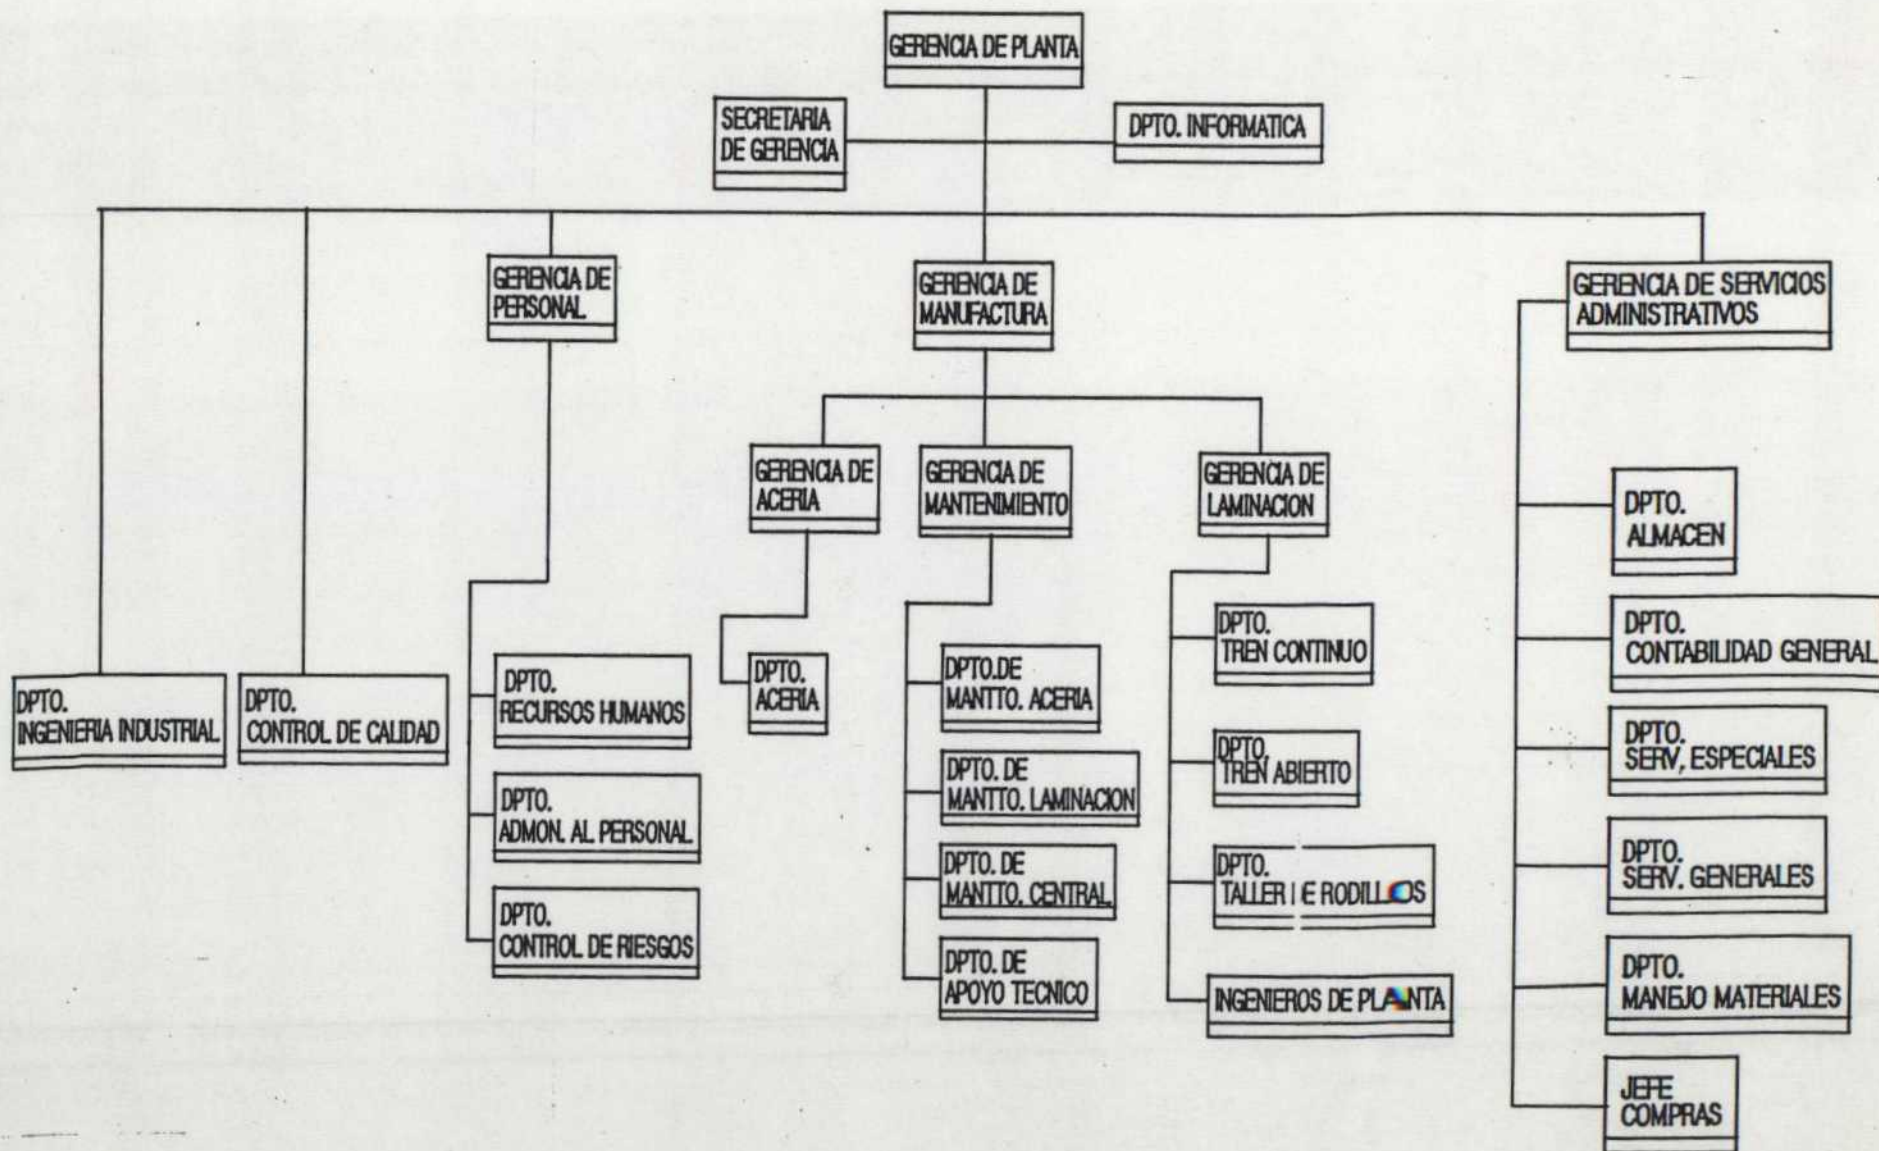 GERENCIA DE PLANTA
SECRETARIA
DE GERENCIA
DPTO. INFORMATICA
GERENCIA DE
PERSONAL
GERENCIA DE
MANUFACTURA
GERENCIA DE SERVICIOS
ADMINISTRATIVOS
GERENCIA DE
ACERIA
GERENCIA DE
MANTENIMIENTO
GERENCIA DE
LAMINACION
DPTO.
INGENIERIA INDUSTRIAL
DPTO.
CONTROL DE CALIDAD
DPTO.
RECURSOS HUMANOS
DPTO.
ADMON. AL PERSONAL
DPTO.
CONTROL DE RIESGOS
DPTO.
ACERIA
DPTO.DE
MANTTO. ACERIA
DPTO. DE
MANTTO. LAMINACION
DPTO. DE
MANTTO. CENTRAL
DPTO. DE
APOYO TECNICO
DPTO.
TREN CONTINUO
DPTO.
TREN ABIERTO
DPTO.
TALLER DE RODILLOS
INGENIEROS DE PLANTA
DPTO.
ALMACEN
DPTO.
CONTABILIDAD GENERAL
DPTO.
SERV, ESPECIALES
DPTO.
SERV. GENERALES
DPTO.
MANEJO MATERIALES
JEFE
COMPRAS